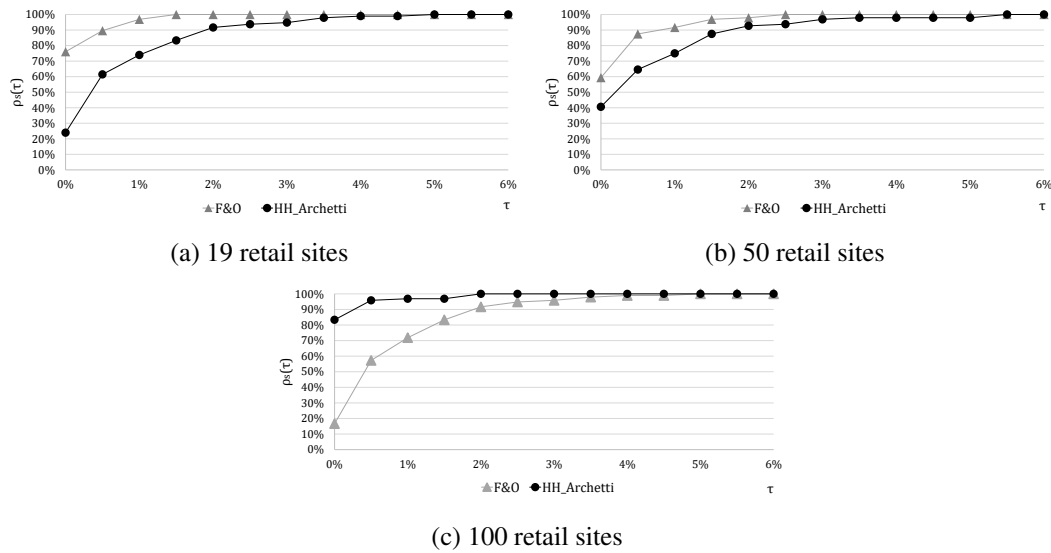 100%
90%
80%
70%
60%
50%
40%
30%
20%
10%
0%
ρs(τ)
0% 1% 2% 3% 4% 5% 6%
F&O HH_Archetti τ
(a) 19 retail sites
100%
90%
80%
70%
60%
50%
40%
30%
20%
10%
0%
ρs(τ)
0% 1% 2% 3% 4% 5% 6%
F&O HH_Archetti τ
(b) 50 retail sites
100%
90%
80%
70%
60%
50%
40%
30%
20%
10%
0%
ρs(τ)
0% 1% 2% 3% 4% 5% 6%
F&O HH_Archetti τ
(c) 100 retail sites